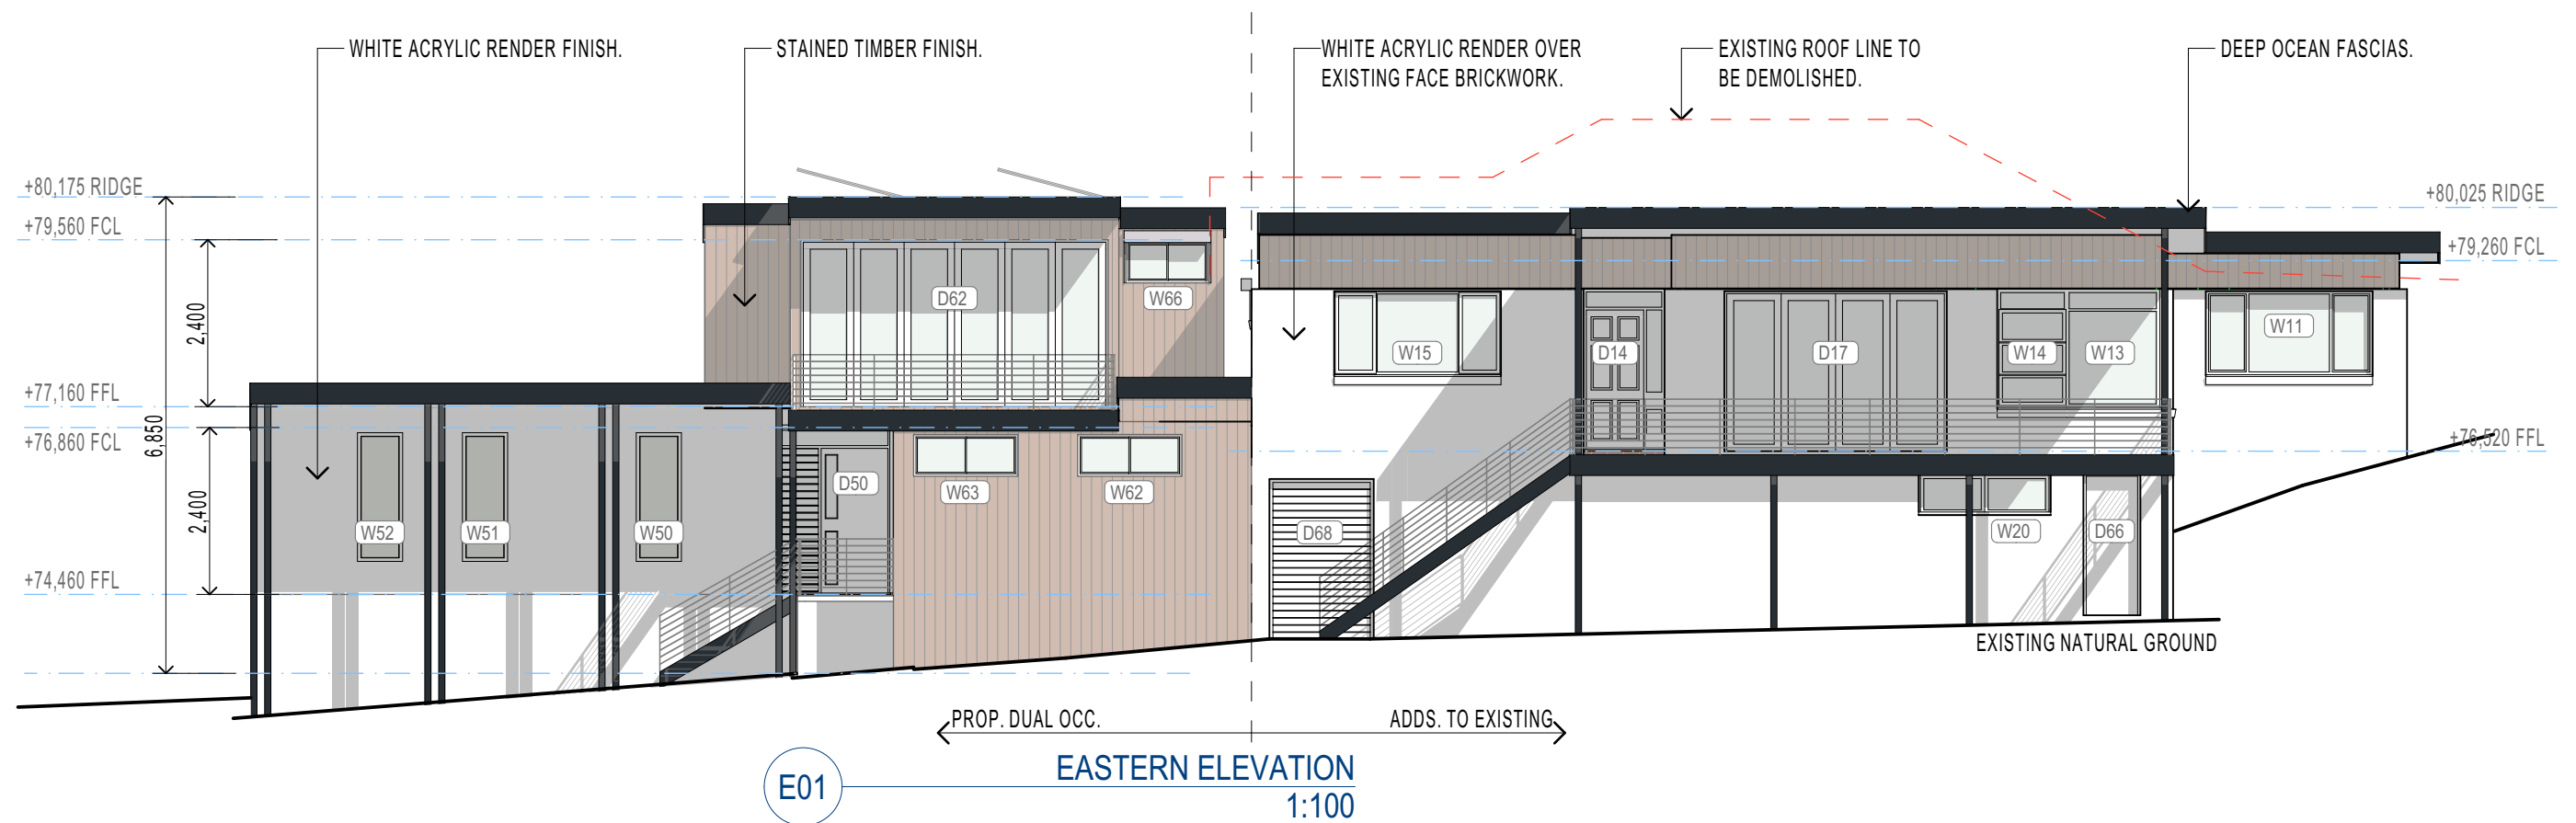 WHITE ACRYLIC RENDER FINISH.
STAINED TIMBER FINISH.
WHITE ACRYLIC RENDER OVER
EXISTING FACE BRICKWORK.
EXISTING ROOF LINE TO
BE DEMOLISHED.
DEEP OCEAN FASCIAS.
+80,175 RIDGE
+79,560 FCL
+77,160 FFL
+76,860 FCL
+74,460 FFL
2,400
6,850
2,400
+80,025 RIDGE
+79,260 FCL
+76,520 FFL
D62
W66
W15
D14
D17
W14
W13
W11
W52
W51
W50
D50
W63
W62
D68
W20
D66
EXISTING NATURAL GROUND
PROP. DUAL OCC.
ADDS. TO EXISTING
E01
EASTERN ELEVATION
1:100